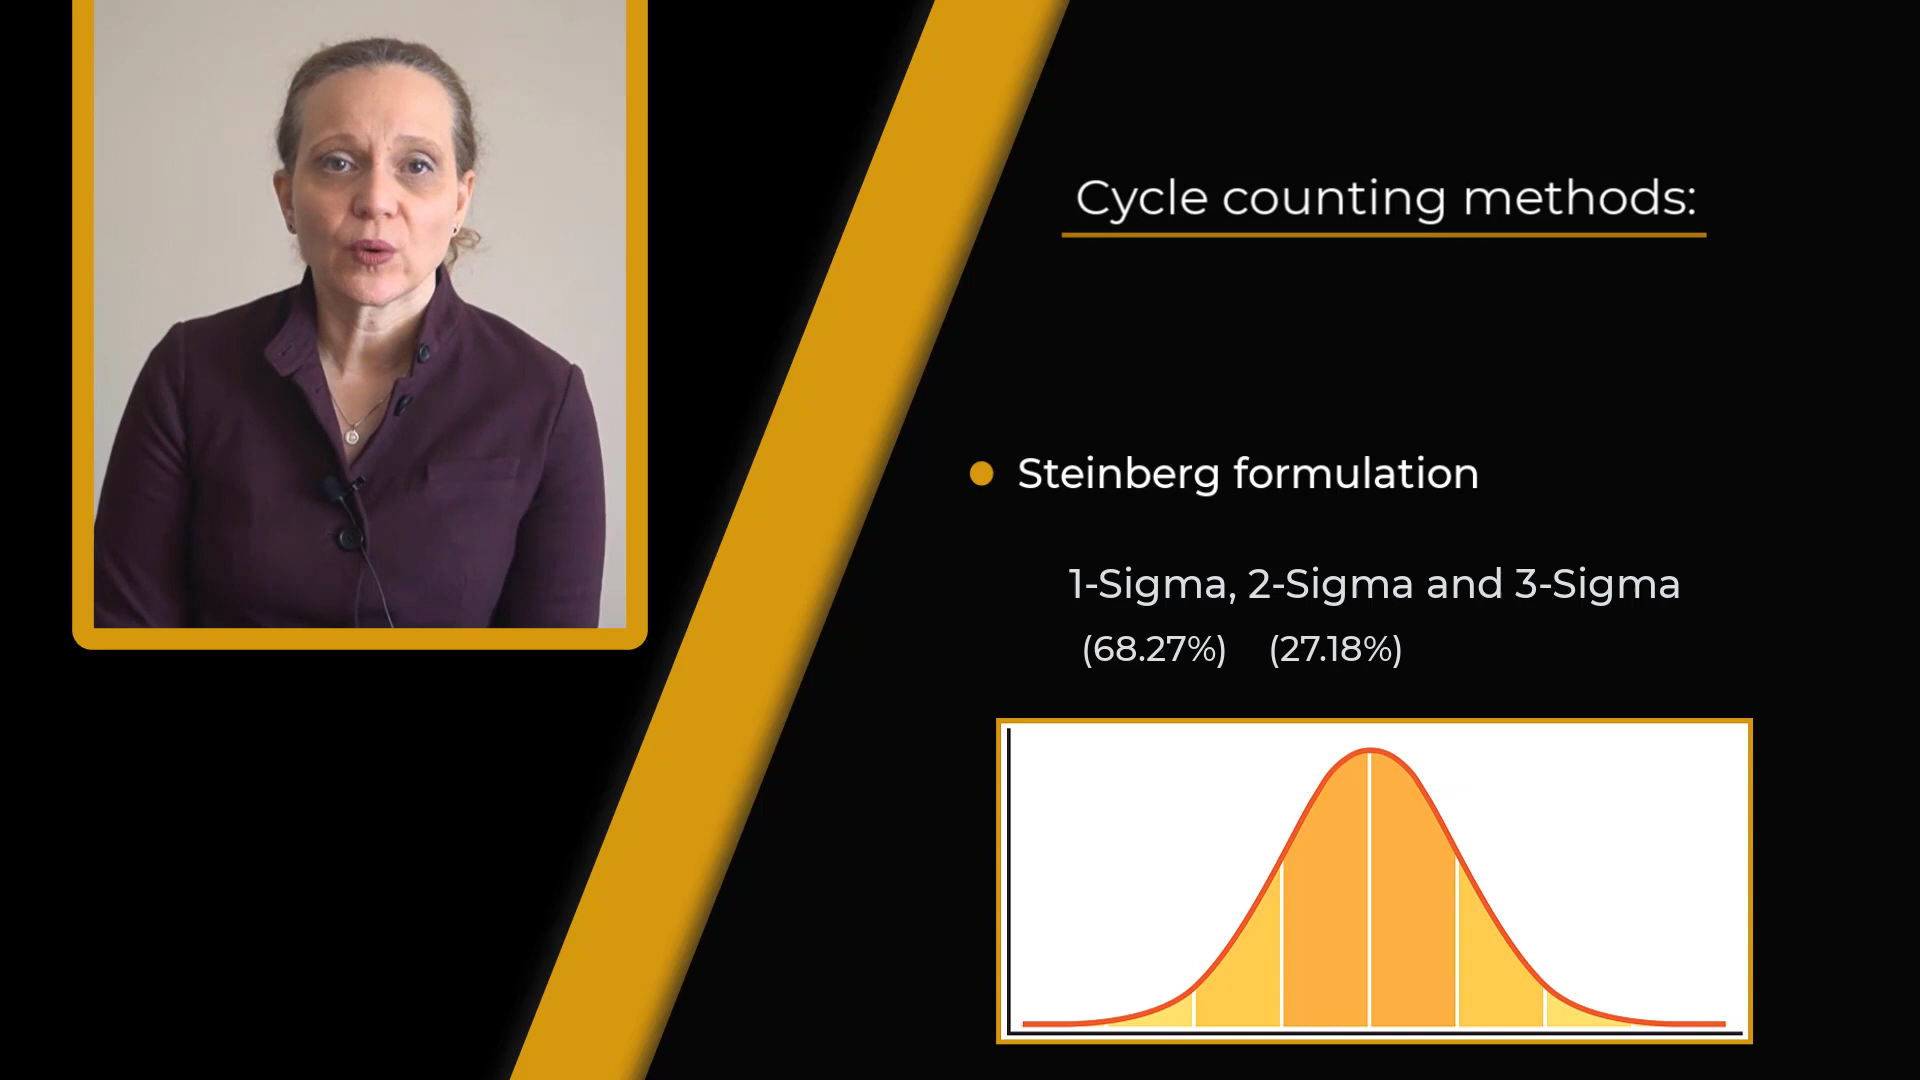 Cycle counting methods:
Steinberg formulation
1-Sigma, 2-Sigma and 3-Sigma
(68.27%) (27.18%)